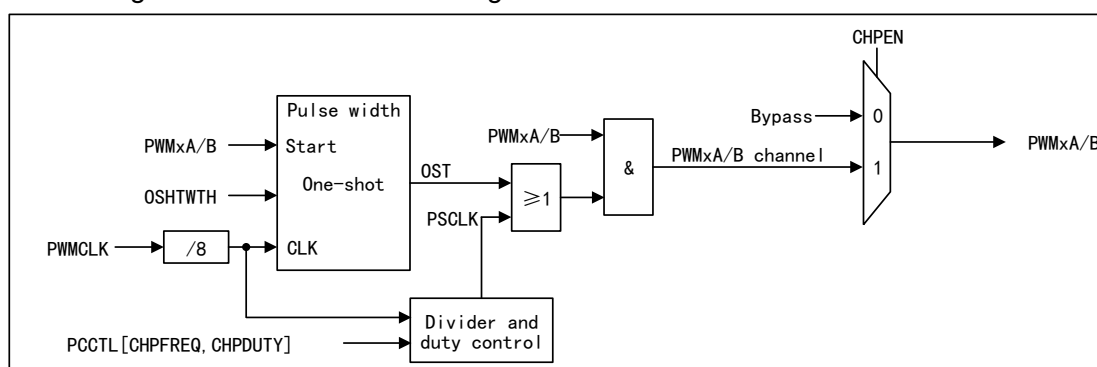 CHPEN
Pulse width
PWMxA/B
Start
Bypass
0
PWMxA/B
PWMxA/B
OST
PWMxA/B channel
1
OSHTWTH
One-shot
≥1
&
PSCLK
PWMCLK
/8
CLK
Divider and
duty control
PCCTL[CHPFREQ,CHPDUTY]